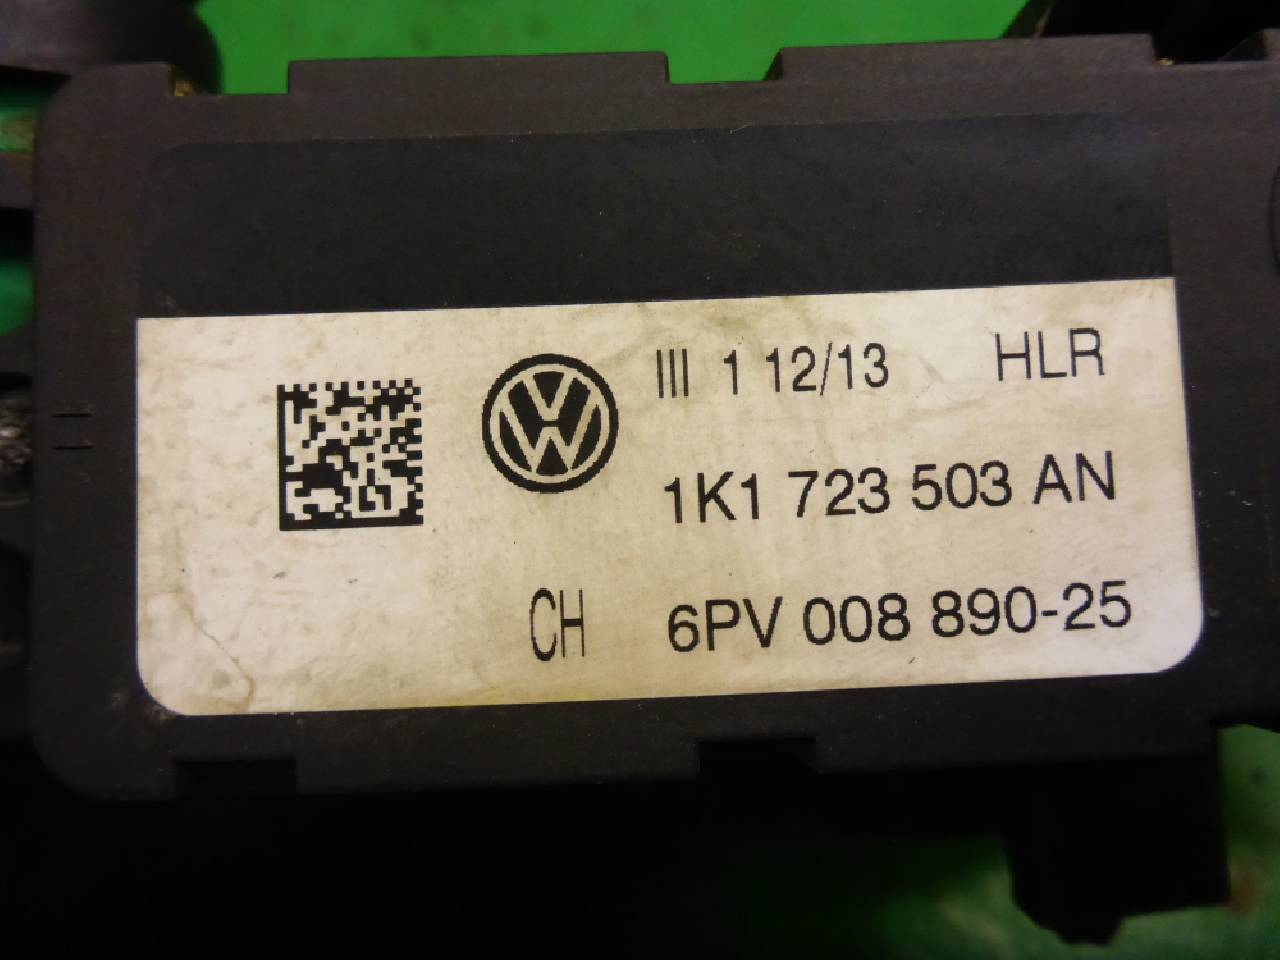 III 1 12/13 HLR
1K1 723 503 AN
CH 6PV 008 890-25